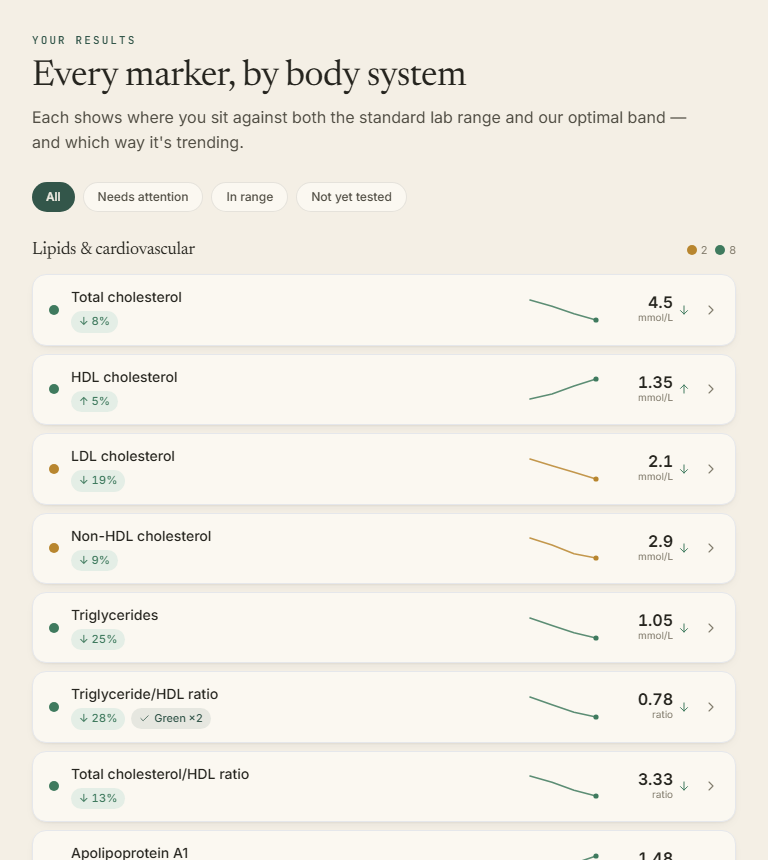 YOUR RESULTS
Every marker, by body system
Each shows where you sit against both the standard lab range and our optimal band —
and which way it's trending.
All Needs attention In range Not yet tested
Lipids & cardiovascular 2 8
Total cholesterol
↓ 8%
4.5 ↓
mmol/L
HDL cholesterol
↑ 5%
1.35 ↑
mmol/L
LDL cholesterol
↓ 19%
2.1 ↓
mmol/L
Non-HDL cholesterol
↓ 9%
2.9 ↓
mmol/L
Triglycerides
↓ 25%
1.05 ↓
mmol/L
Triglyceride/HDL ratio
↓ 28% ✓ Green ×2
0.78 ↓
ratio
Total cholesterol/HDL ratio
↓ 13%
3.33 ↓
ratio
Apolipoprotein A1
1.48